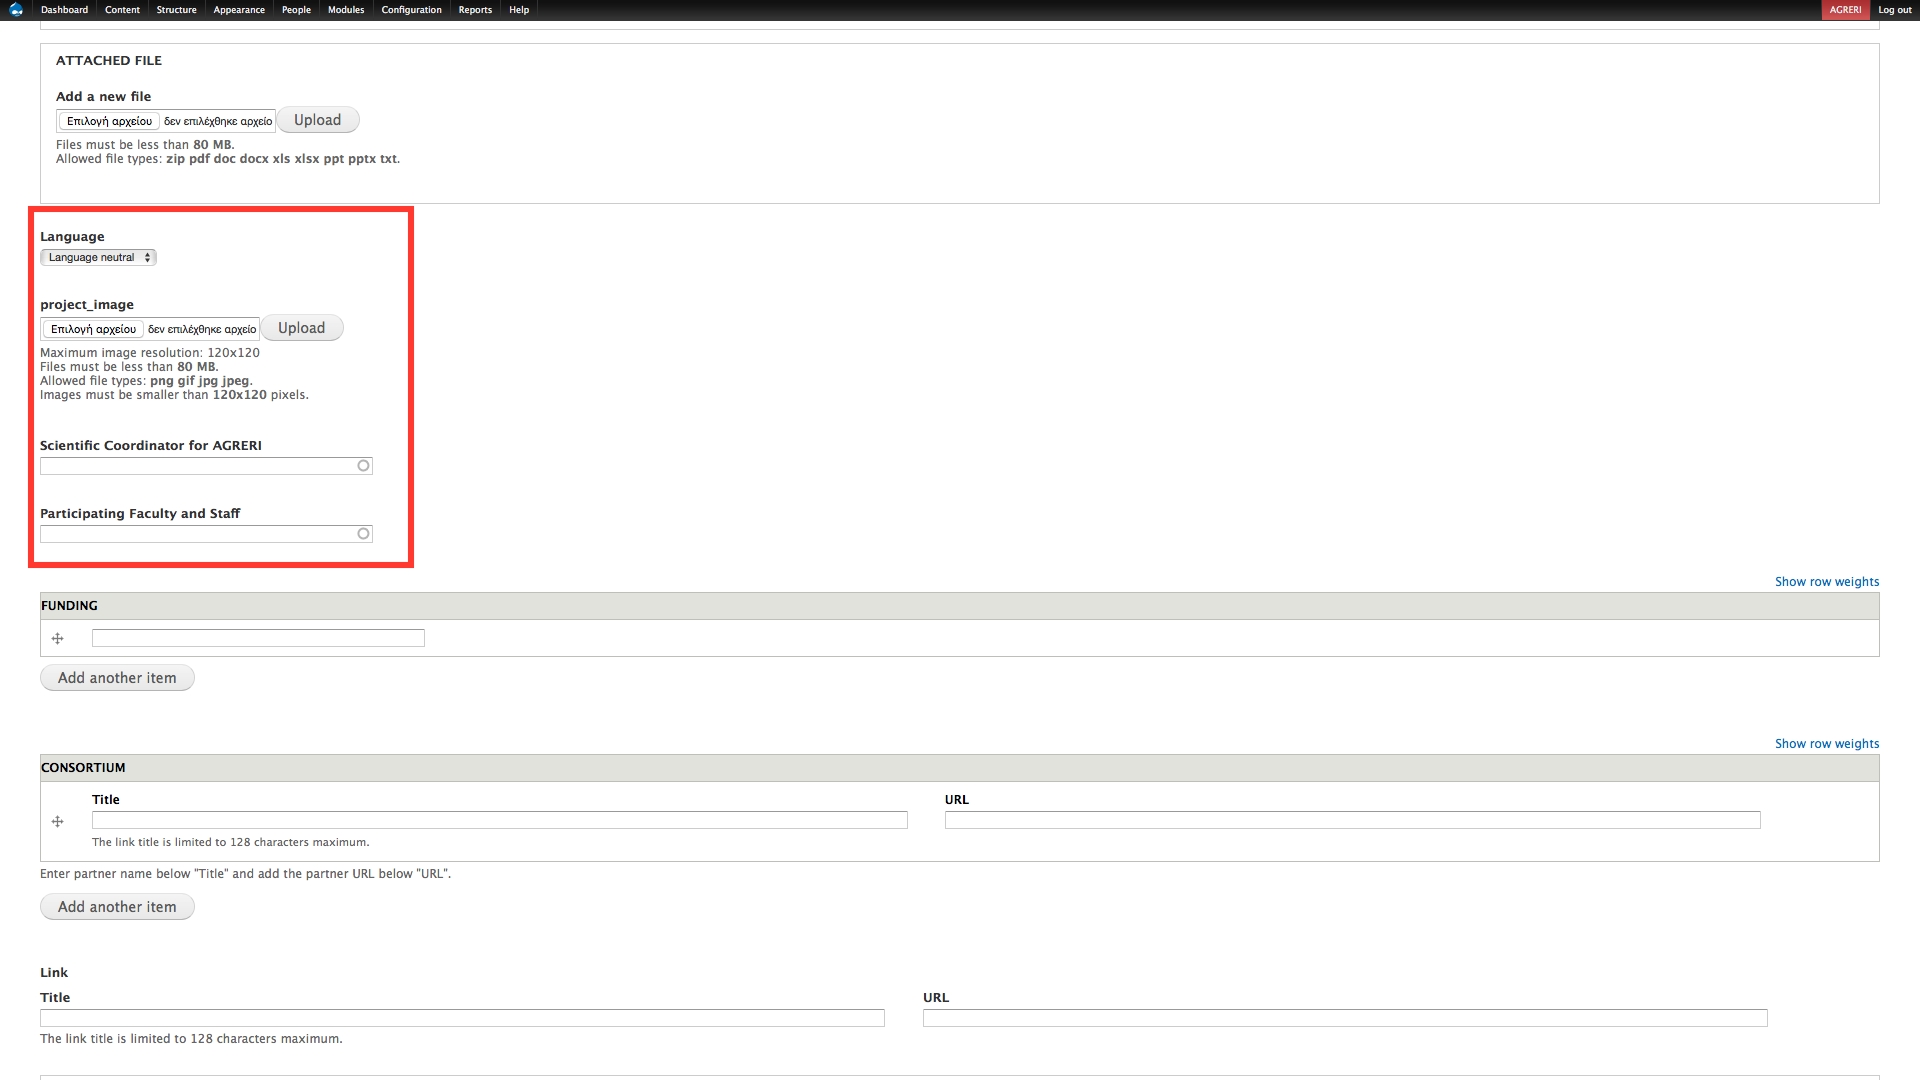 Dashboard Content Structure Appearance People Modules Configuration Reports Help AGRERI Log out
ATTACHED FILE
Add a new file
Επιλογή αρχείου δεν επιλέχθηκε αρχείο Upload
Files must be less than 80 MB.
Allowed file types: zip pdf doc docx xls xlsx ppt pptx txt.
Language
Language neutral
project_image
Επιλογή αρχείου δεν επιλέχθηκε αρχείο Upload
Maximum image resolution: 120x120
Files must be less than 80 MB.
Allowed file types: png gif jpg jpeg.
Images must be smaller than 120x120 pixels.
Scientific Coordinator for AGRERI
Participating Faculty and Staff
Show row weights
FUNDING
Add another item
Show row weights
CONSORTIUM
Title URL
The link title is limited to 128 characters maximum.
Enter partner name below "Title" and add the partner URL below "URL".
Add another item
Link
Title URL
The link title is limited to 128 characters maximum.